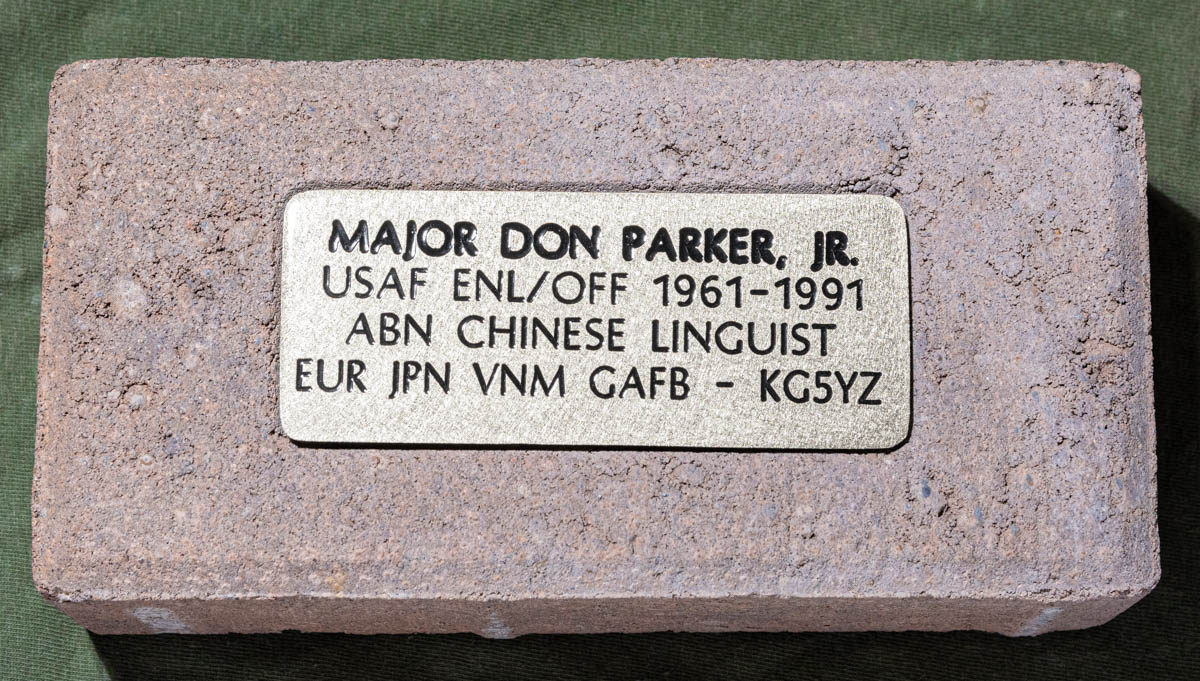 MAJOR DON PARKER, JR.
USAF ENL/OFF 1961-1991
ABN CHINESE LINGUIST
EUR JPN VNM GAFB - KG5YZ